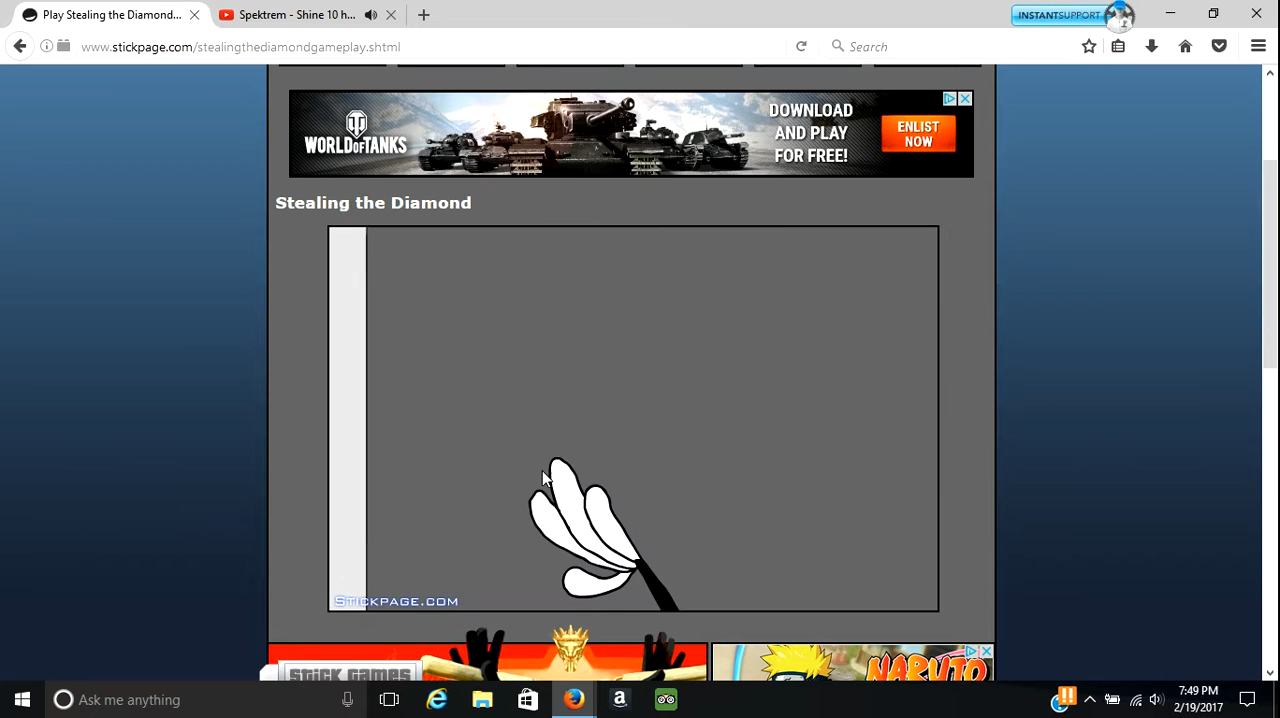 Play Stealing the Diamond...
Spektrem - Shine 10 h...
INSTANTSUPPORT
www.stickpage.com/stealingthediamondgameplay.shtml
Search
WORLD OF TANKS
DOWNLOAD
AND PLAY
FOR FREE!
ENLIST
NOW
Stealing the Diamond
STICKPAGE.COM
STICK GAMES
NARUTO
Ask me anything
7:49 PM
2/19/2017